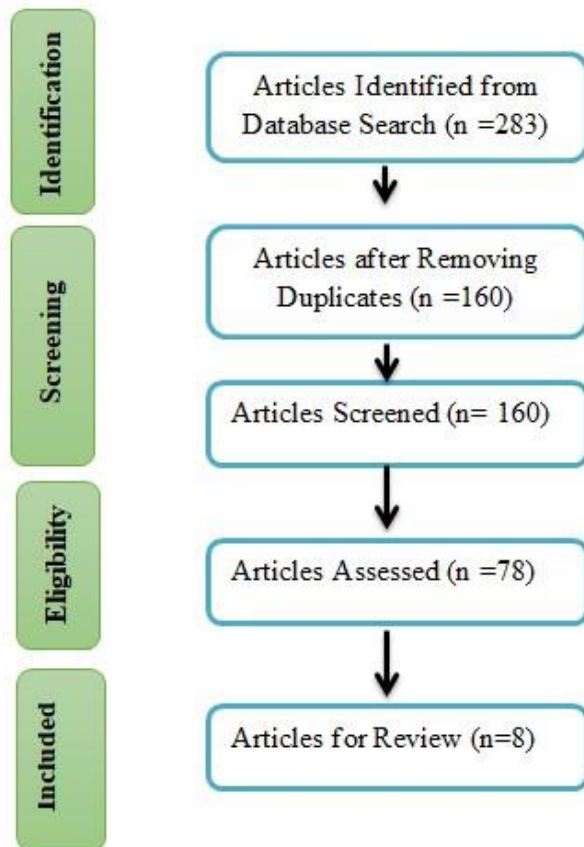 Identification
Articles Identified from
Database Search (n =283)
Screening
Articles after Removing
Duplicates (n =160)
Articles Screened (n= 160)
Eligibility
Articles Assessed (n =78)
Included
Articles for Review (n=8)